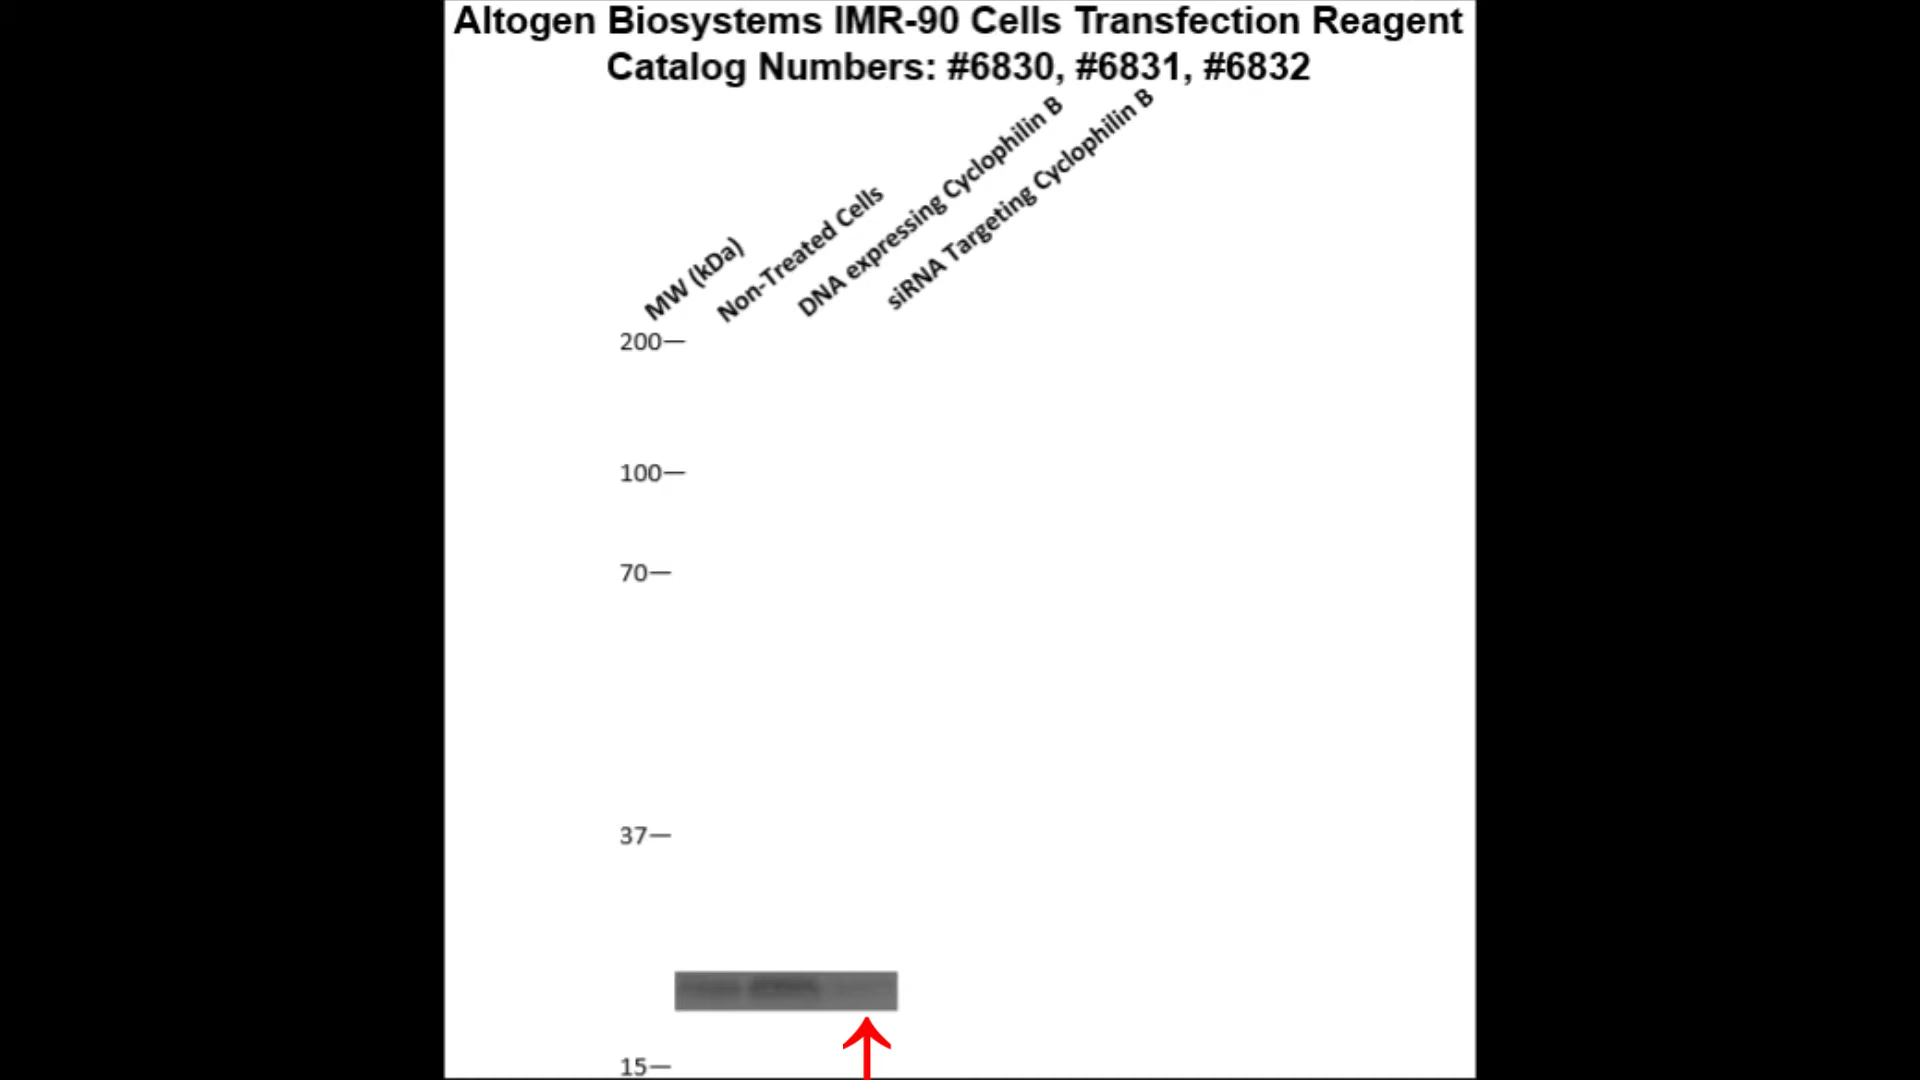 Altogen Biosystems IMR-90 Cells Transfection Reagent
Catalog Numbers: #6830, #6831, #6832
MW (kDa)
Non-Treated Cells
DNA expressing Cyclophilin B
siRNA Targeting Cyclophilin B
200—
100—
70—
37—
15—